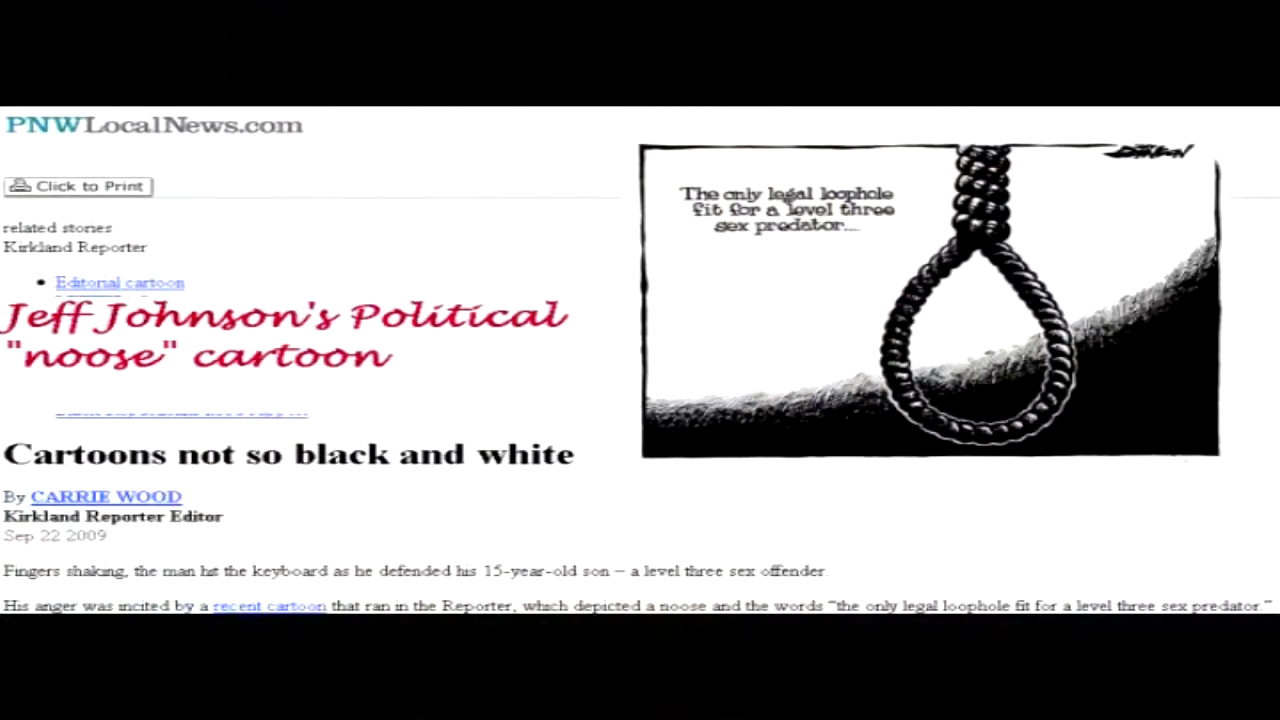 PNWLocalNews.com
Click to Print
related stories
Kirkland Reporter
Editorial cartoon
Jeff Johnson's Political
"noose" cartoon
Cartoons not so black and white
By CARRIE WOOD
Kirkland Reporter Editor
Sep 22 2009
Fingers shaking, the man hit the keyboard as he defended his 15-year-old son – a level three sex offender.
His anger was incited by a recent cartoon that ran in the Reporter, which depicted a noose and the words “the only legal loophole fit for a level three sex predator.”
The only legal loophole
fit for a level three
sex predator...